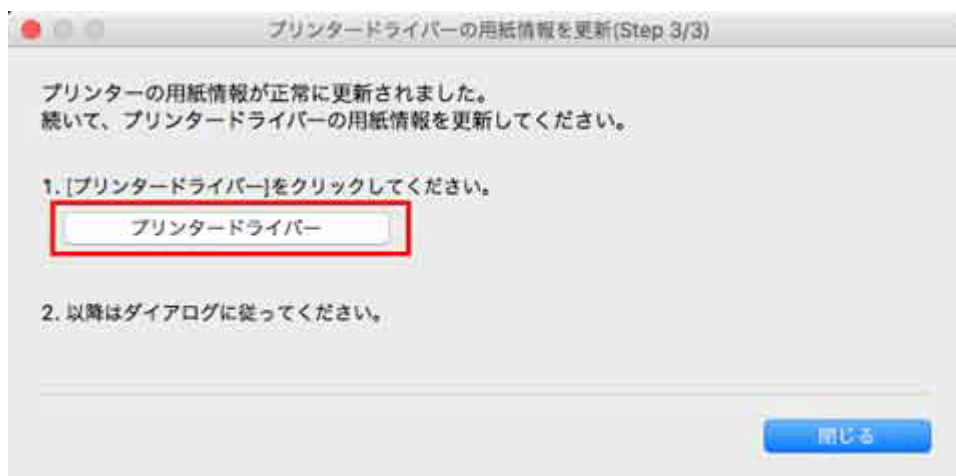 プリンタードライバーの用紙情報を更新(Step 3/3)
プリンターの用紙情報が正常に更新されました。
続いて、プリンタードライバーの用紙情報を更新してください。
1. [プリンタードライバー]をクリックしてください。
プリンタードライバー
2. 以降はダイアログに従ってください。
閉じる